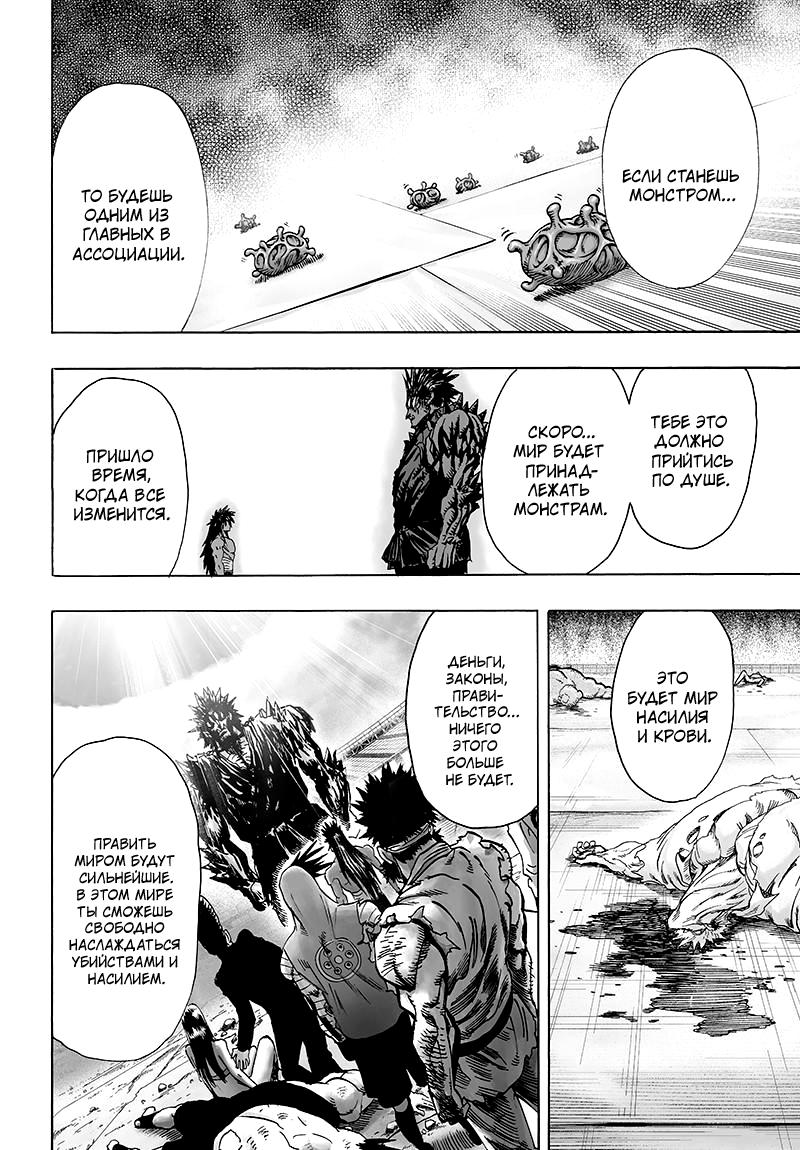 ЕСЛИ СТАНЕШЬ
МОНСТРОМ...
ТО БУДЕШЬ
ОДНИМ ИЗ
ГЛАВНЫХ В
АССОЦИАЦИИ.
ТЕБЕ ЭТО
ДОЛЖНО
ПРИЙТИСЬ
ПО ДУШЕ.
СКОРО...
МИР БУДЕТ
ПРИНАД-
ЛЕЖАТЬ
МОНСТРАМ.
ПРИШЛО
ВРЕМЯ,
КОГДА ВСЕ
ИЗМЕНИТСЯ.
ЭТО
БУДЕТ МИР
НАСИЛИЯ
И КРОВИ.
ДЕНЬГИ,
ЗАКОНЫ,
ПРАВИ-
ТЕЛЬСТВО...
НИЧЕГО
ЭТОГО
БОЛЬШЕ
НЕ БУДЕТ.
ПРАВИТЬ
МИРОМ БУДУТ
СИЛЬНЕЙШИЕ.
В ЭТОМ МИРЕ
ТЫ СМОЖЕШЬ
СВОБОДНО
НАСЛАЖДАТЬСЯ
УБИЙСТВАМИ И
НАСИЛИЕМ.